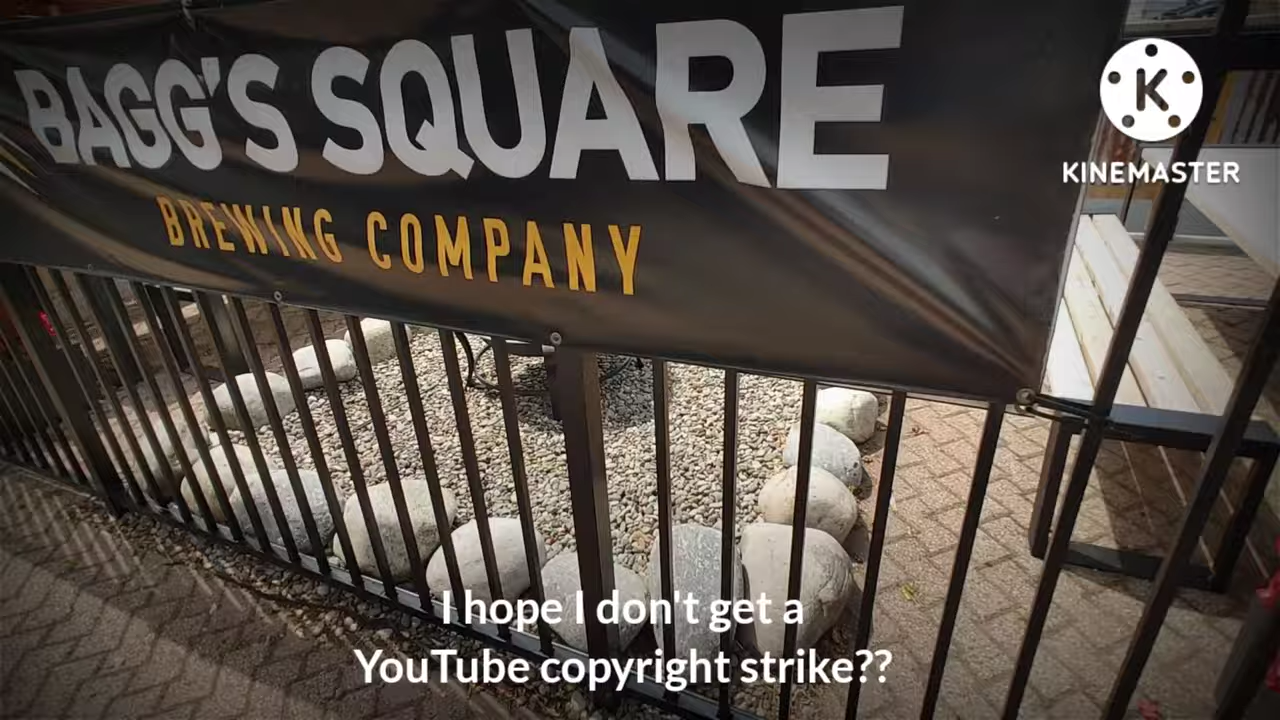 BAGG'S SQUARE
BREWING COMPANY
K
KINEMASTER
I hope I don't get a
YouTube copyright strike??